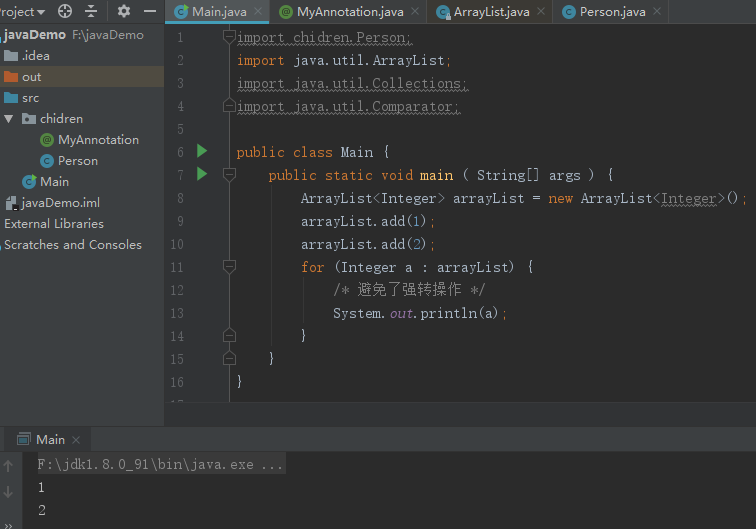 Project
Main.java
MyAnnotation.java
ArrayList.java
Person.java
javaDemo F:\javaDemo
.idea
out
src
chidren
MyAnnotation
Person
Main
javaDemo.iml
External Libraries
Scratches and Consoles
1 import chidren.Person;
2 import java.util.ArrayList;
3 import java.util.Collections;
4 import java.util.Comparator;
5
6 public class Main {
7 public static void main ( String[] args ) {
8 ArrayList<Integer> arrayList = new ArrayList<Integer>();
9 arrayList.add(1);
10 arrayList.add(2);
11 for (Integer a : arrayList) {
12 /* 避免了强转操作 */
13 System.out.println(a);
14 }
15 }
16 }
Main
F:\jdk1.8.0_91\bin\java.exe ...
1
2